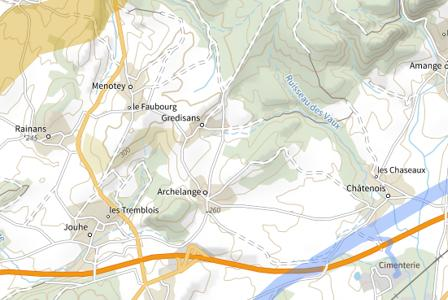 Amange
Menotey
le Faubourg
Ruisseau des Vaux
Gredisans
Rainans
245
300
les Chaseaux
Archelange
Châtenois
les Tremblois
260
Jouhe
Cimenterie